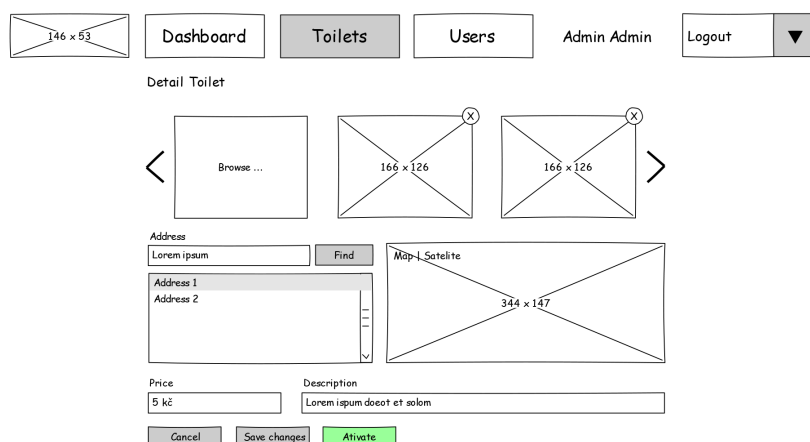 146 x 53
Dashboard
Toilets
Users
Admin Admin
Logout
Detail Toilet
Browse ...
X
166 x 126
X
166 x 126
Address
Lorem ipsum
Find
Map | Satelite
Address 1
Address 2
344 x 147
Price
Description
5 kč
Lorem ispum doeot et solom
Cancel
Save changes
Ativate